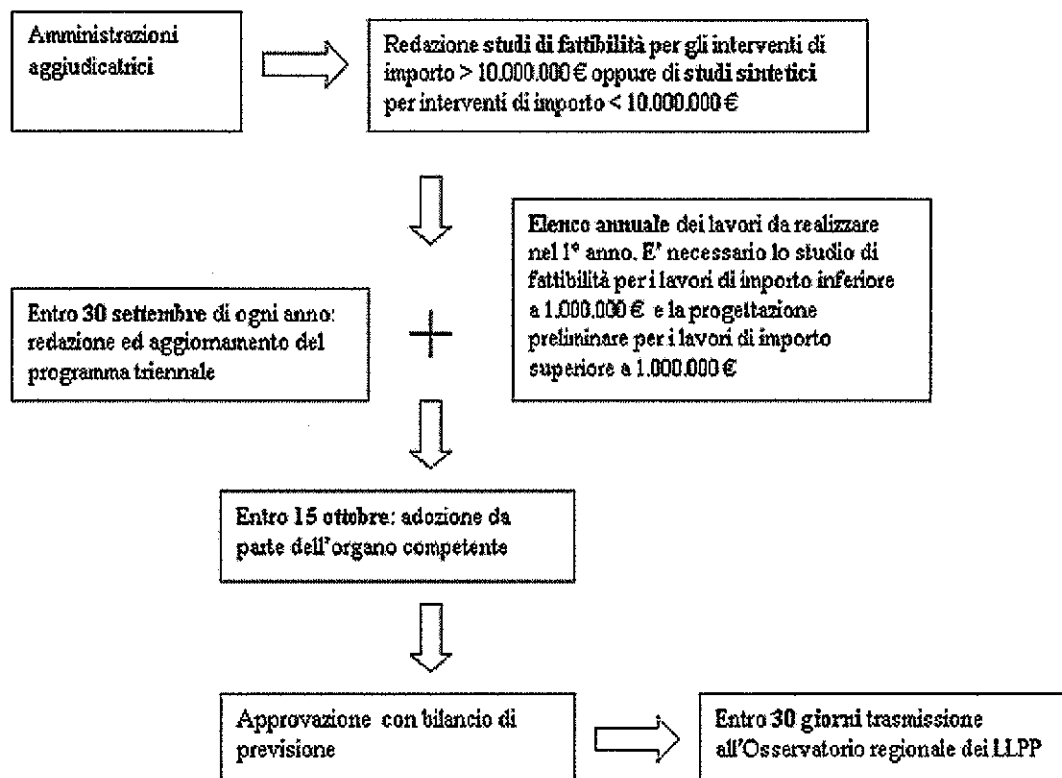 Amministrazioni
aggiudicatrici
Redazione studi di fattibilità per gli interventi di
importo > 10.000.000 € oppure di studi sintetici
per interventi di importo < 10.000.000 €
Elenco annuale dei lavori da realizzare
nel 1° anno. E' necessario lo studio di
fattibilità per i lavori di importo inferiore
a 1.000.000 € e la progettazione
preliminare per i lavori di importo
superiore a 1.000.000 €
Entro 30 settembre di ogni anno:
redazione ed aggiornamento del
programma triennale
+
Entro 15 ottobre: adozione da
parte dell'organo competente
Approvazione con bilancio di
previsione
Entro 30 giorni trasmissione
all'Osservatorio regionale dei LLPP